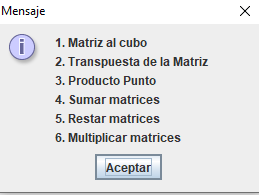 Mensaje
1. Matriz al cubo
2. Transpuesta de la Matriz
3. Producto Punto
4. Sumar matrices
5. Restar matrices
6. Multiplicar matrices
Aceptar